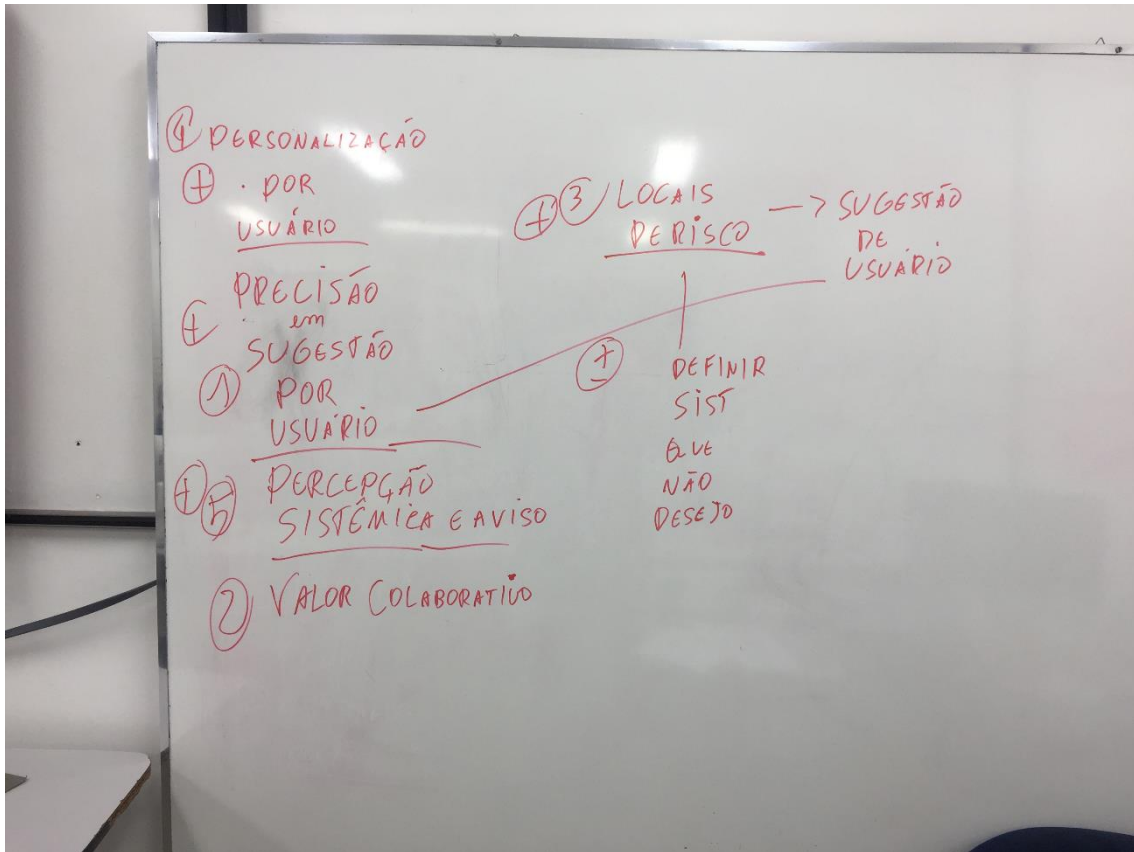 ④ PERSONALIZAÇÃO
⊕ · POR
USUÁRIO
⊕ PRECISÃO
em
SUGESTÃO
① POR
USUÁRIO
⊕ ⑤ PERCEPÇÃO
SISTÊMICA E AVISO
② VALOR COLABORATIVO
⊕ ③ LOCAIS
DE RISCO
—> SUGESTÃO
DE
USUÁRIO
⊕ DEFINIR
SIST
QUE
NÃO
DESEJO